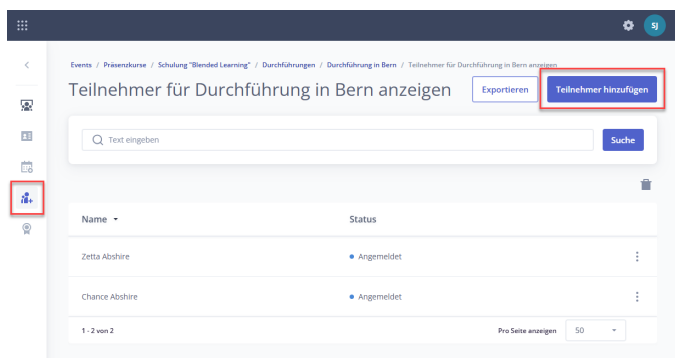 SJ
Events / Präsenzkurse / Schulung "Blended Learning" / Durchführungen / Durchführung in Bern / Teilnehmer für Durchführung in Bern anzeigen
Teilnehmer für Durchführung in Bern anzeigen
Exportieren
Teilnehmer hinzufügen
Text eingeben
Suche
Name
Status
Zetta Abshire
Angemeldet
Chance Abshire
Angemeldet
1 - 2 von 2
Pro Seite anzeigen
50